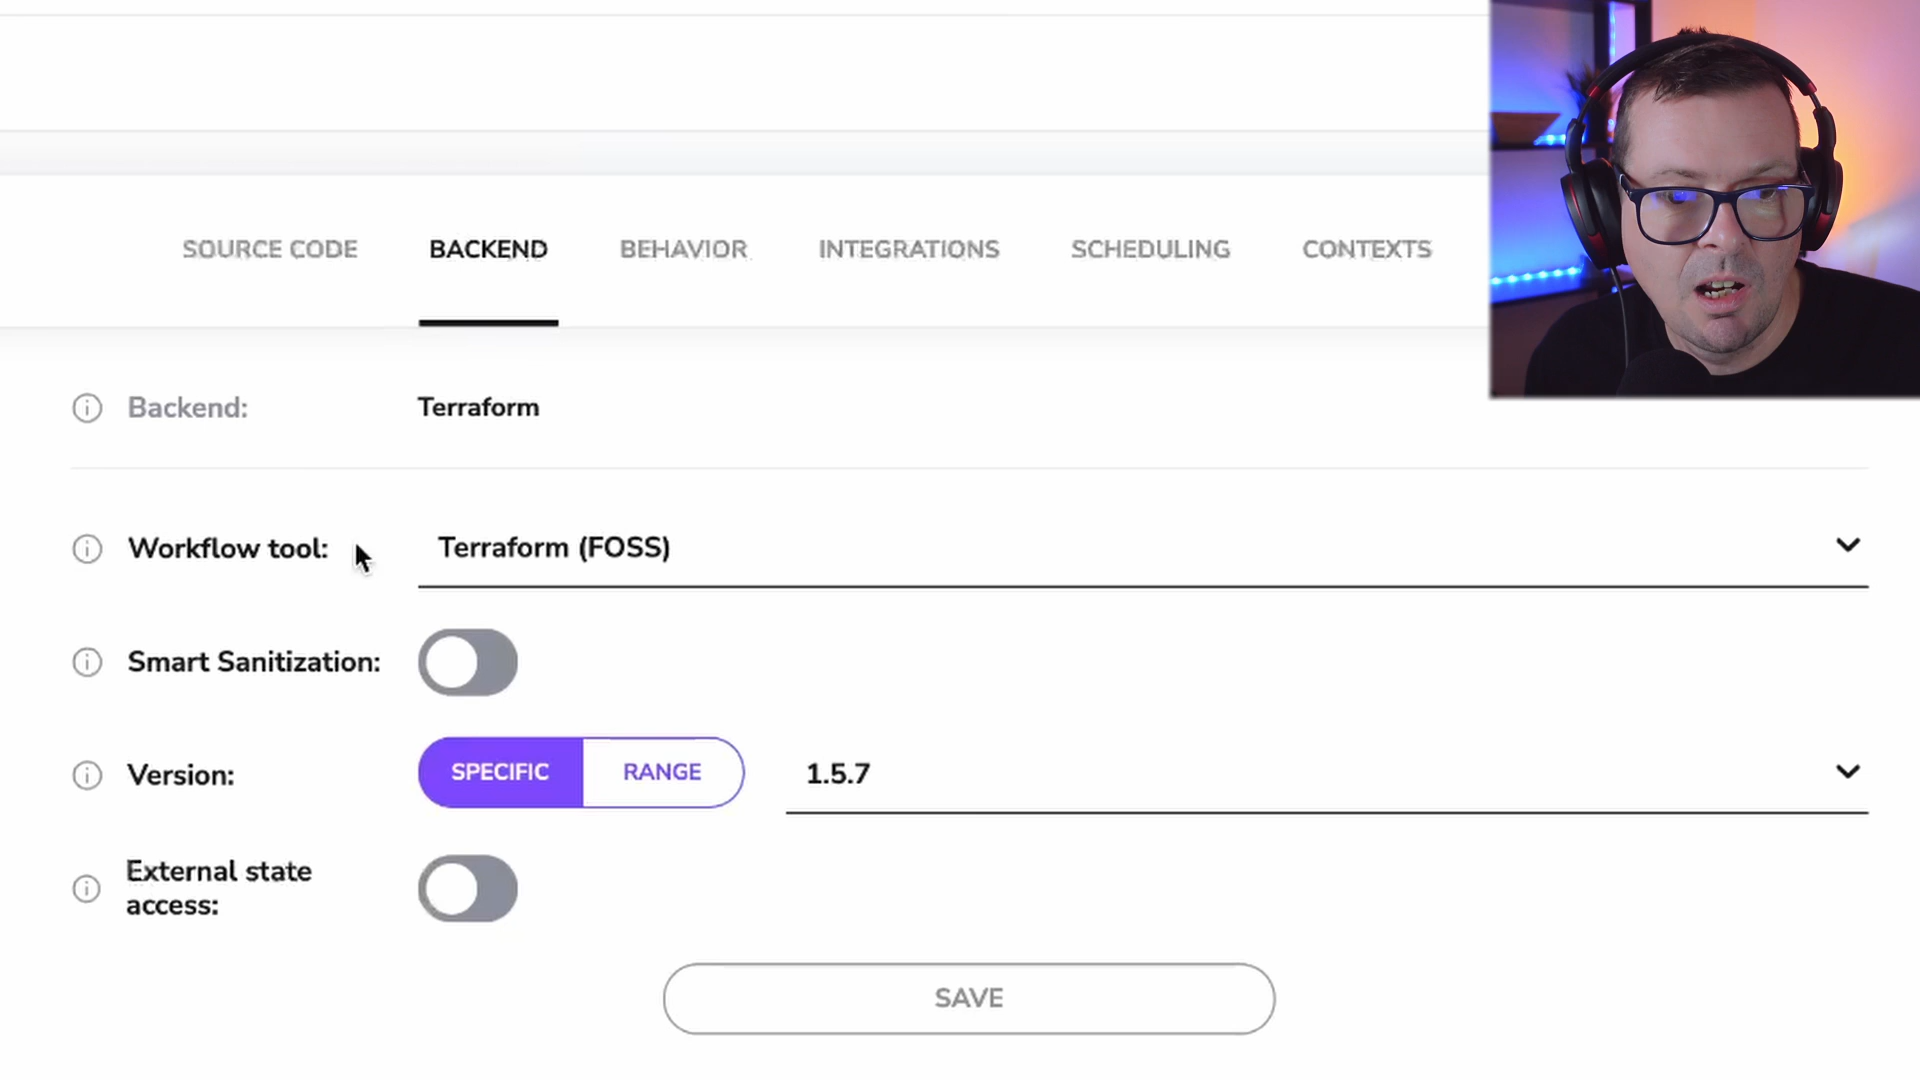 SOURCE CODE BACKEND BEHAVIOR INTEGRATIONS SCHEDULING CONTEXTS
Backend: Terraform
Workflow tool: Terraform (FOSS)
Smart Sanitization:
Version: SPECIFIC RANGE 1.5.7
External state
access:
SAVE